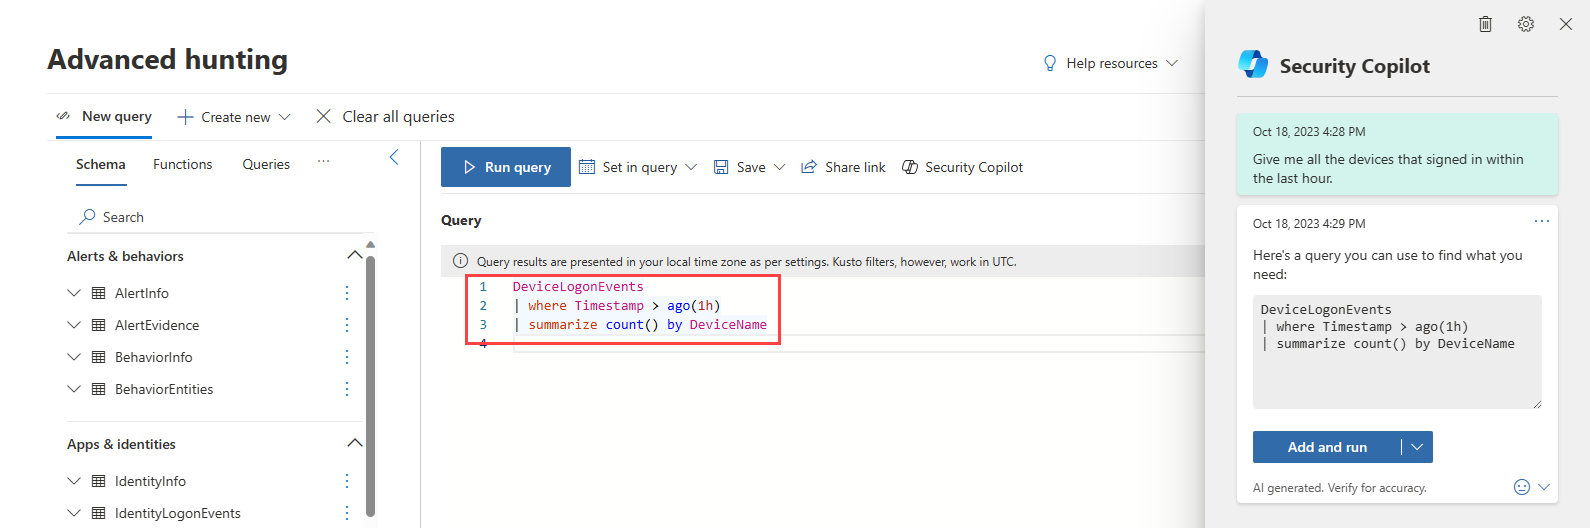 Advanced hunting
Help resources
New query
Create new
Clear all queries
Schema
Functions
Queries
...
Search
Alerts & behaviors
AlertInfo
AlertEvidence
BehaviorInfo
BehaviorEntities
Apps & identities
IdentityInfo
IdentityLogonEvents
Run query
Set in query
Save
Share link
Security Copilot
Query
Query results are presented in your local time zone as per settings. Kusto filters, however, work in UTC.
1 DeviceLogonEvents
2 | where Timestamp > ago(1h)
3 | summarize count() by DeviceName
4
Security Copilot
Oct 18, 2023 4:28 PM
Give me all the devices that signed in within
the last hour.
Oct 18, 2023 4:29 PM
...
Here's a query you can use to find what you
need:
DeviceLogonEvents
| where Timestamp > ago(1h)
| summarize count() by DeviceName
Add and run
AI generated. Verify for accuracy.